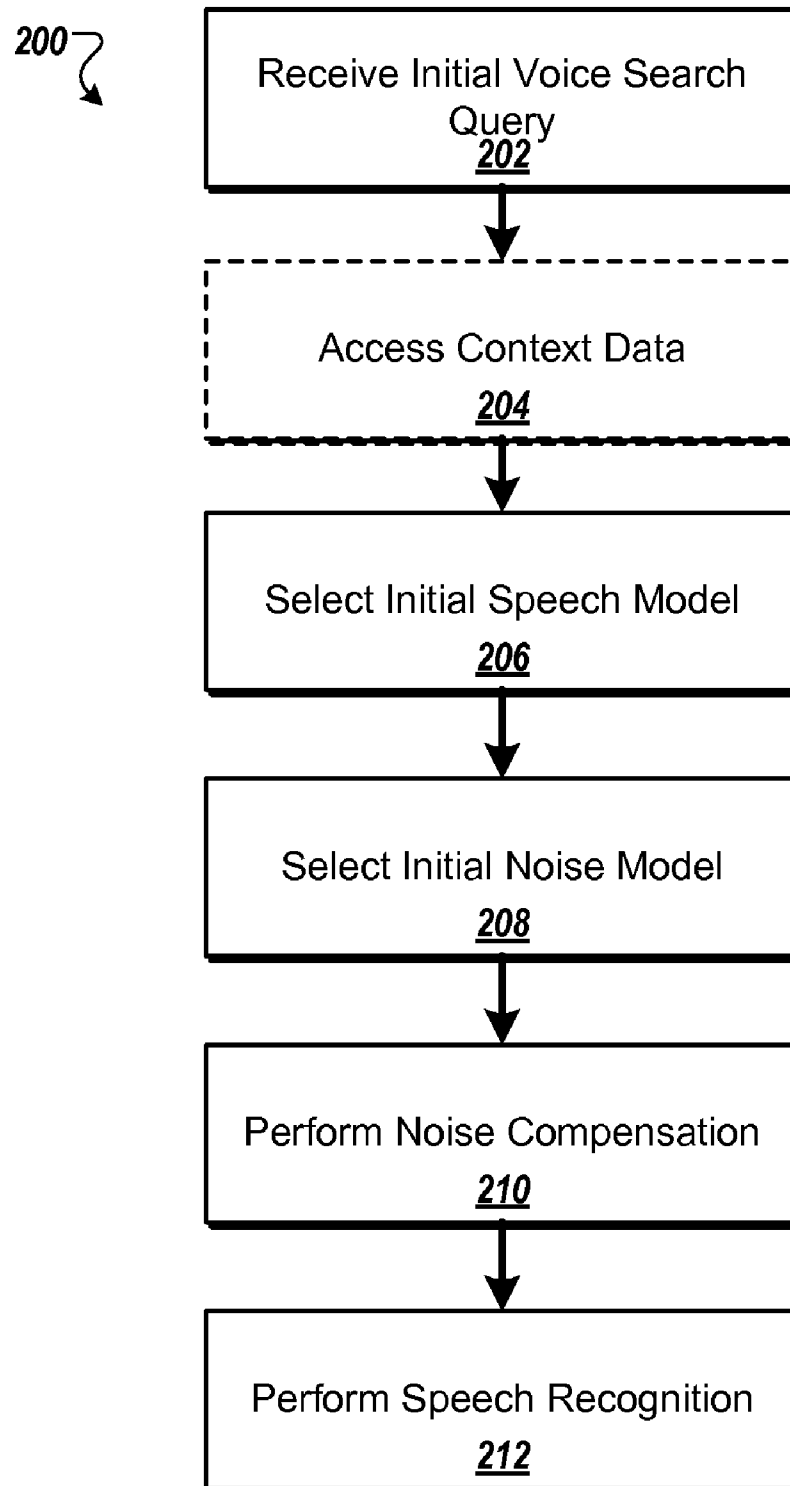 200
Receive Initial Voice Search
Query
202
Access Context Data
204
Select Initial Speech Model
206
Select Initial Noise Model
208
Perform Noise Compensation
210
Perform Speech Recognition
212